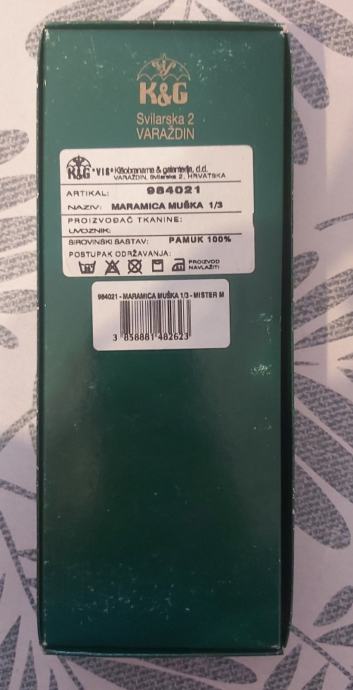 K&G
Svilarska 2
VARAŽDIN
K&G "VIS" Kišobranarna & galanterija, d.d.
VARAŽDIN, Svilarska 2, HRVATSKA
ARTIKAL: 984021
NAZIV: MARAMICA MUŠKA 1/3
PROIZVOĐAČ TKANINE:
UVOZNIK:
SIROVINSKI SASTAV: PAMUK 100%
POSTUPAK ODRŽAVANJA:
PROIZVOD
NAVLAŽITI
984021 - MARAMICA MUŠKA 1/3 - MISTER M
3 858881 482623